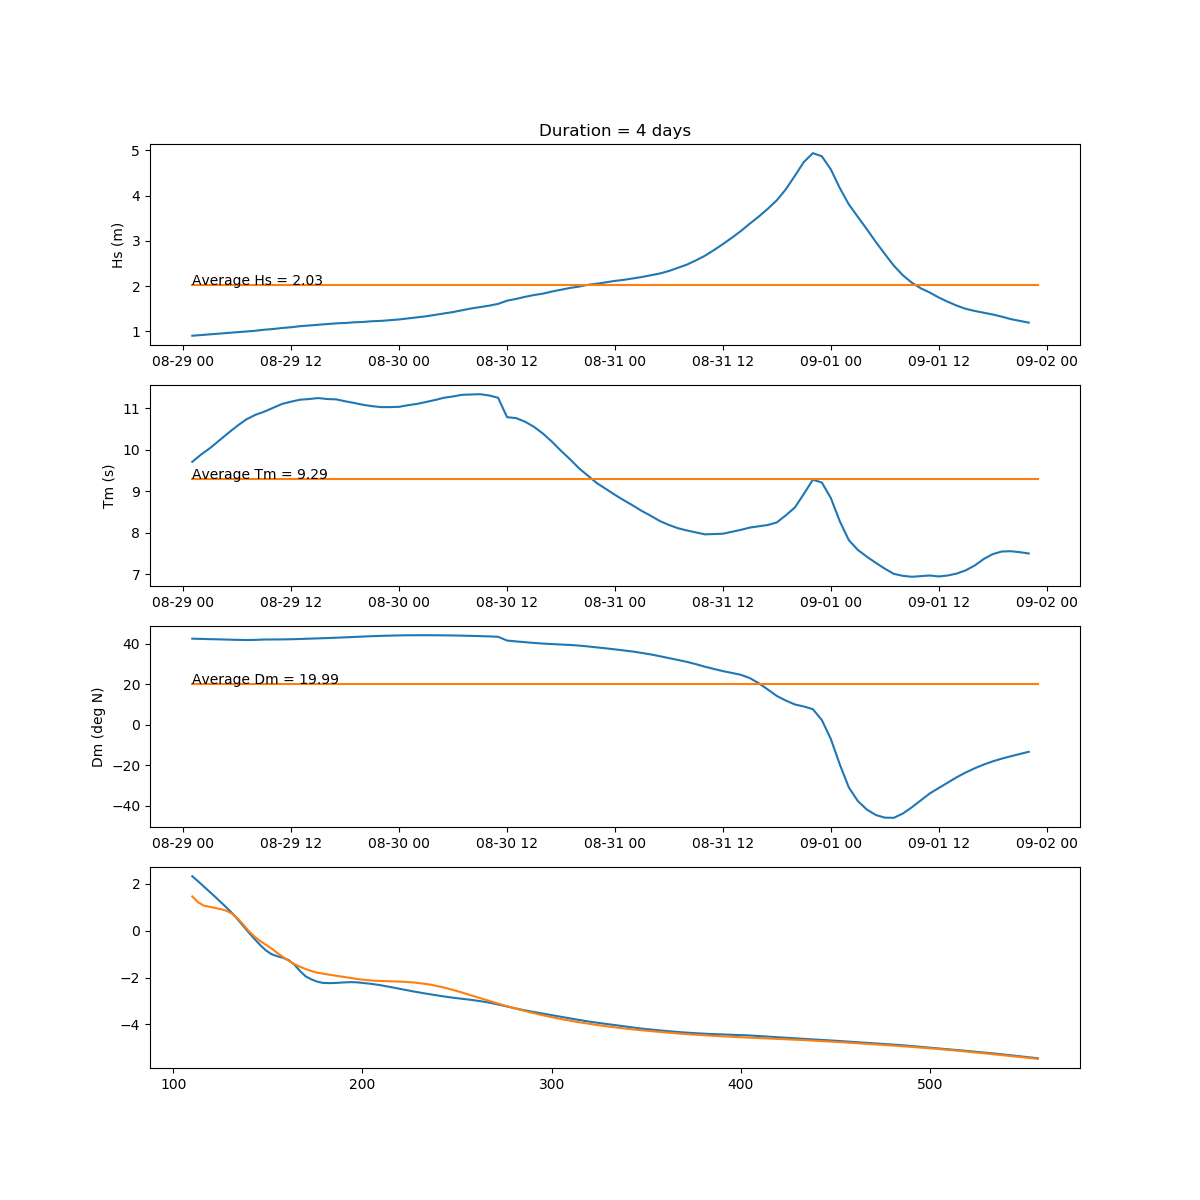 Duration = 4 days
5
4
3
2
1
Hs (m)
Average Hs = 2.03
08-29 00 08-29 12 08-30 00 08-30 12 08-31 00 08-31 12 09-01 00 09-01 12 09-02 00
11
10
9
8
7
Tm (s)
Average Tm = 9.29
08-29 00 08-29 12 08-30 00 08-30 12 08-31 00 08-31 12 09-01 00 09-01 12 09-02 00
40
20
0
−20
−40
Dm (deg N)
Average Dm = 19.99
08-29 00 08-29 12 08-30 00 08-30 12 08-31 00 08-31 12 09-01 00 09-01 12 09-02 00
2
0
−2
−4
100 200 300 400 500